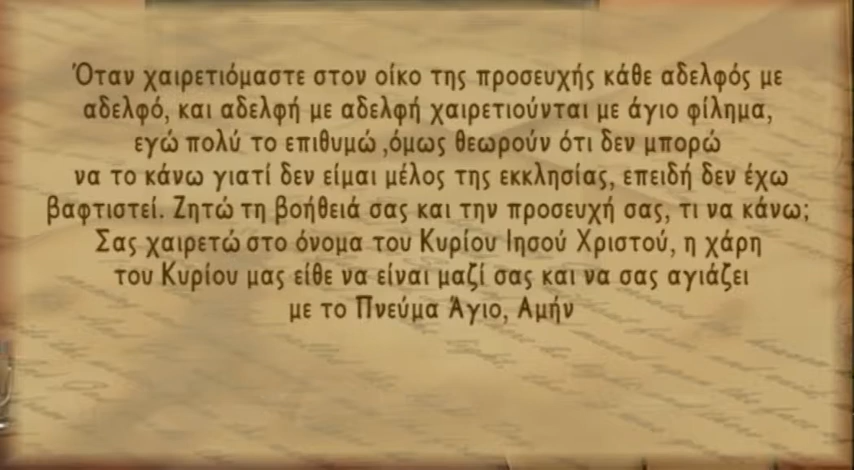 Όταν χαιρετιόμαστε στον οίκο της προσευχής κάθε αδελφός με
αδελφό, και αδελφή με αδελφή χαιρετιούνται με άγιο φίλημα,
εγώ πολύ το επιθυμώ ,όμως θεωρούν ότι δεν μπορώ
να το κάνω γιατί δεν είμαι μέλος της εκκλησίας, επειδή δεν έχω
βαφτιστεί. Ζητώ τη βοήθειά σας και την προσευχή σας, τι να κάνω;
Σας χαιρετώ στο όνομα του Κυρίου Ιησού Χριστού, η χάρη
του Κυρίου μας είθε να είναι μαζί σας και να σας αγιάζει
με το Πνεύμα Άγιο, Αμήν